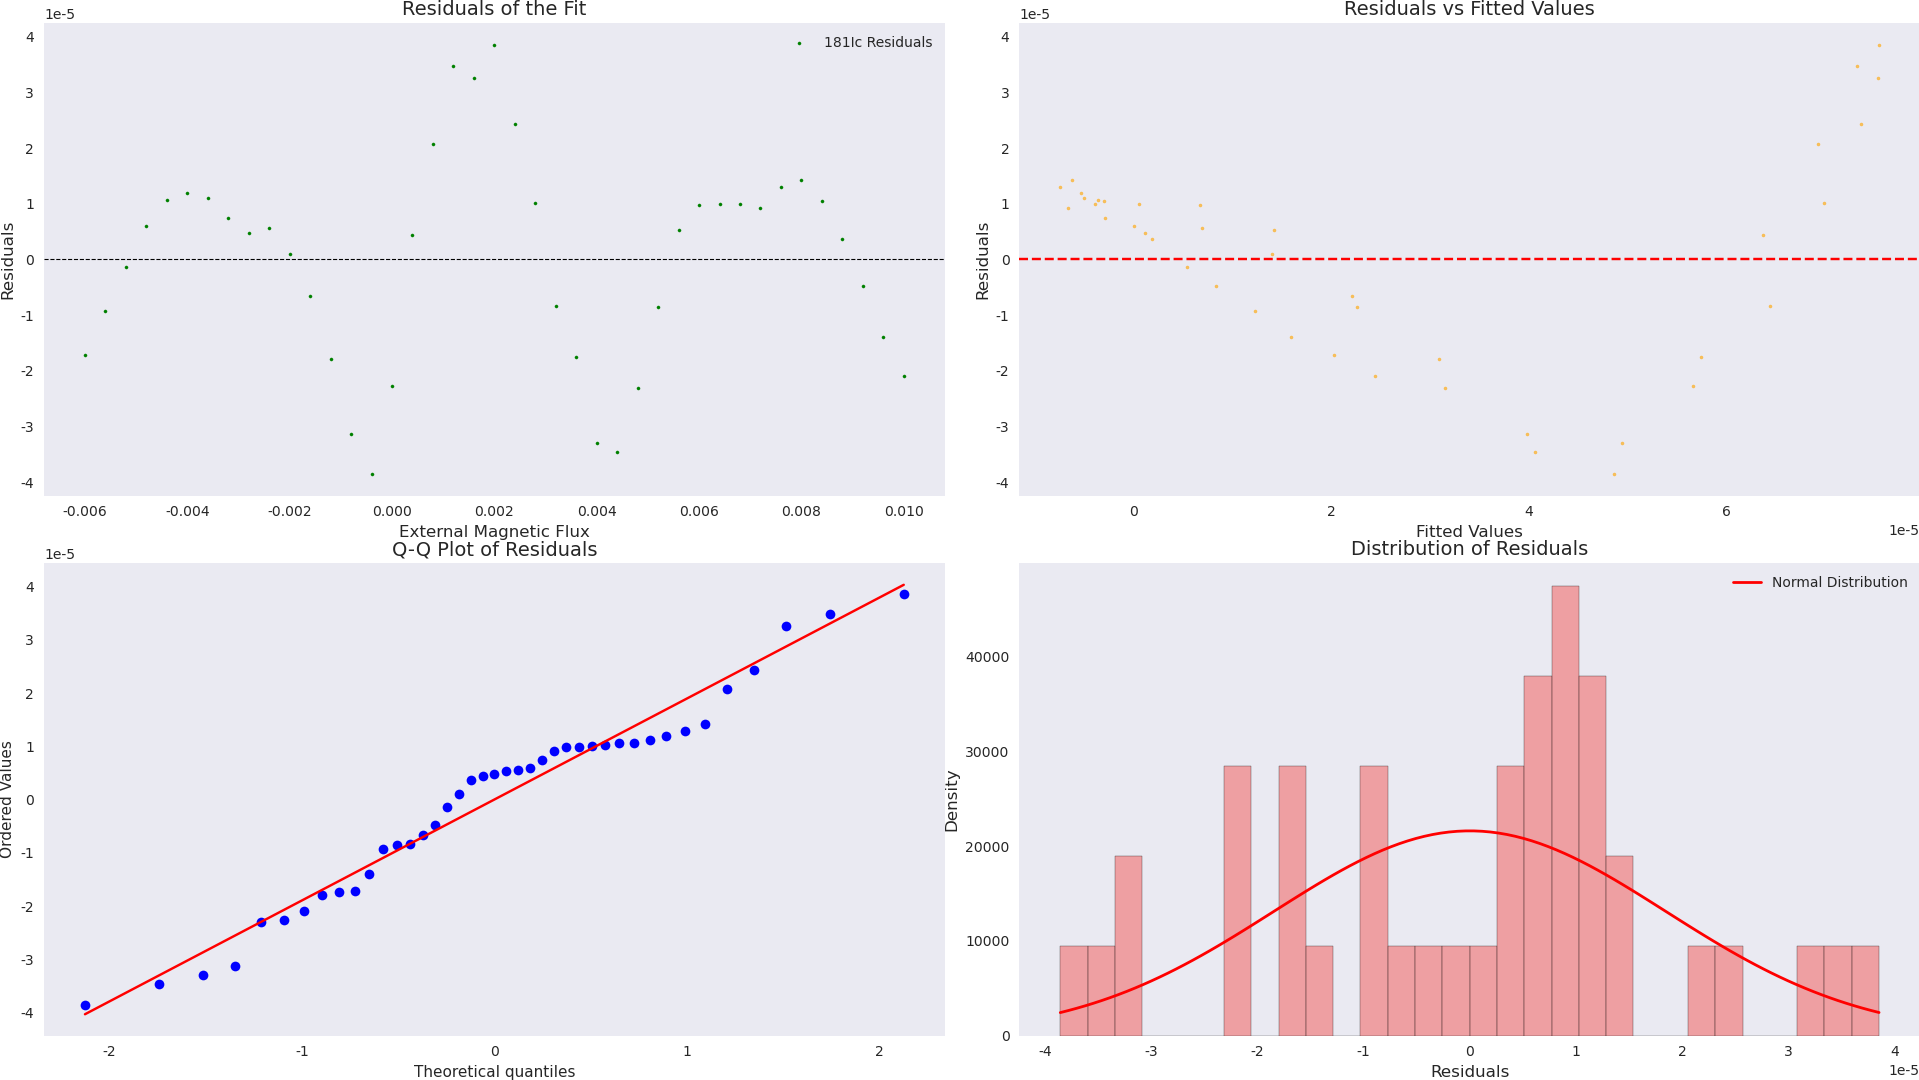 Residuals of the Fit
1e-5
181Ic Residuals
4
3
2
1
0
-1
-2
-3
-4
Residuals
-0.006 -0.004 -0.002 0.000 0.002 0.004 0.006 0.008 0.010
External Magnetic Flux
Residuals vs Fitted Values
1e-5
4
3
2
1
0
-1
-2
-3
-4
Residuals
0 2 4 6
1e-5
Fitted Values
Q-Q Plot of Residuals
1e-5
4
3
2
1
0
-1
-2
-3
-4
Ordered Values
-2 -1 0 1 2
Theoretical quantiles
Distribution of Residuals
Normal Distribution
40000
30000
20000
10000
0
Density
-4 -3 -2 -1 0 1 2 3 4
1e-5
Residuals